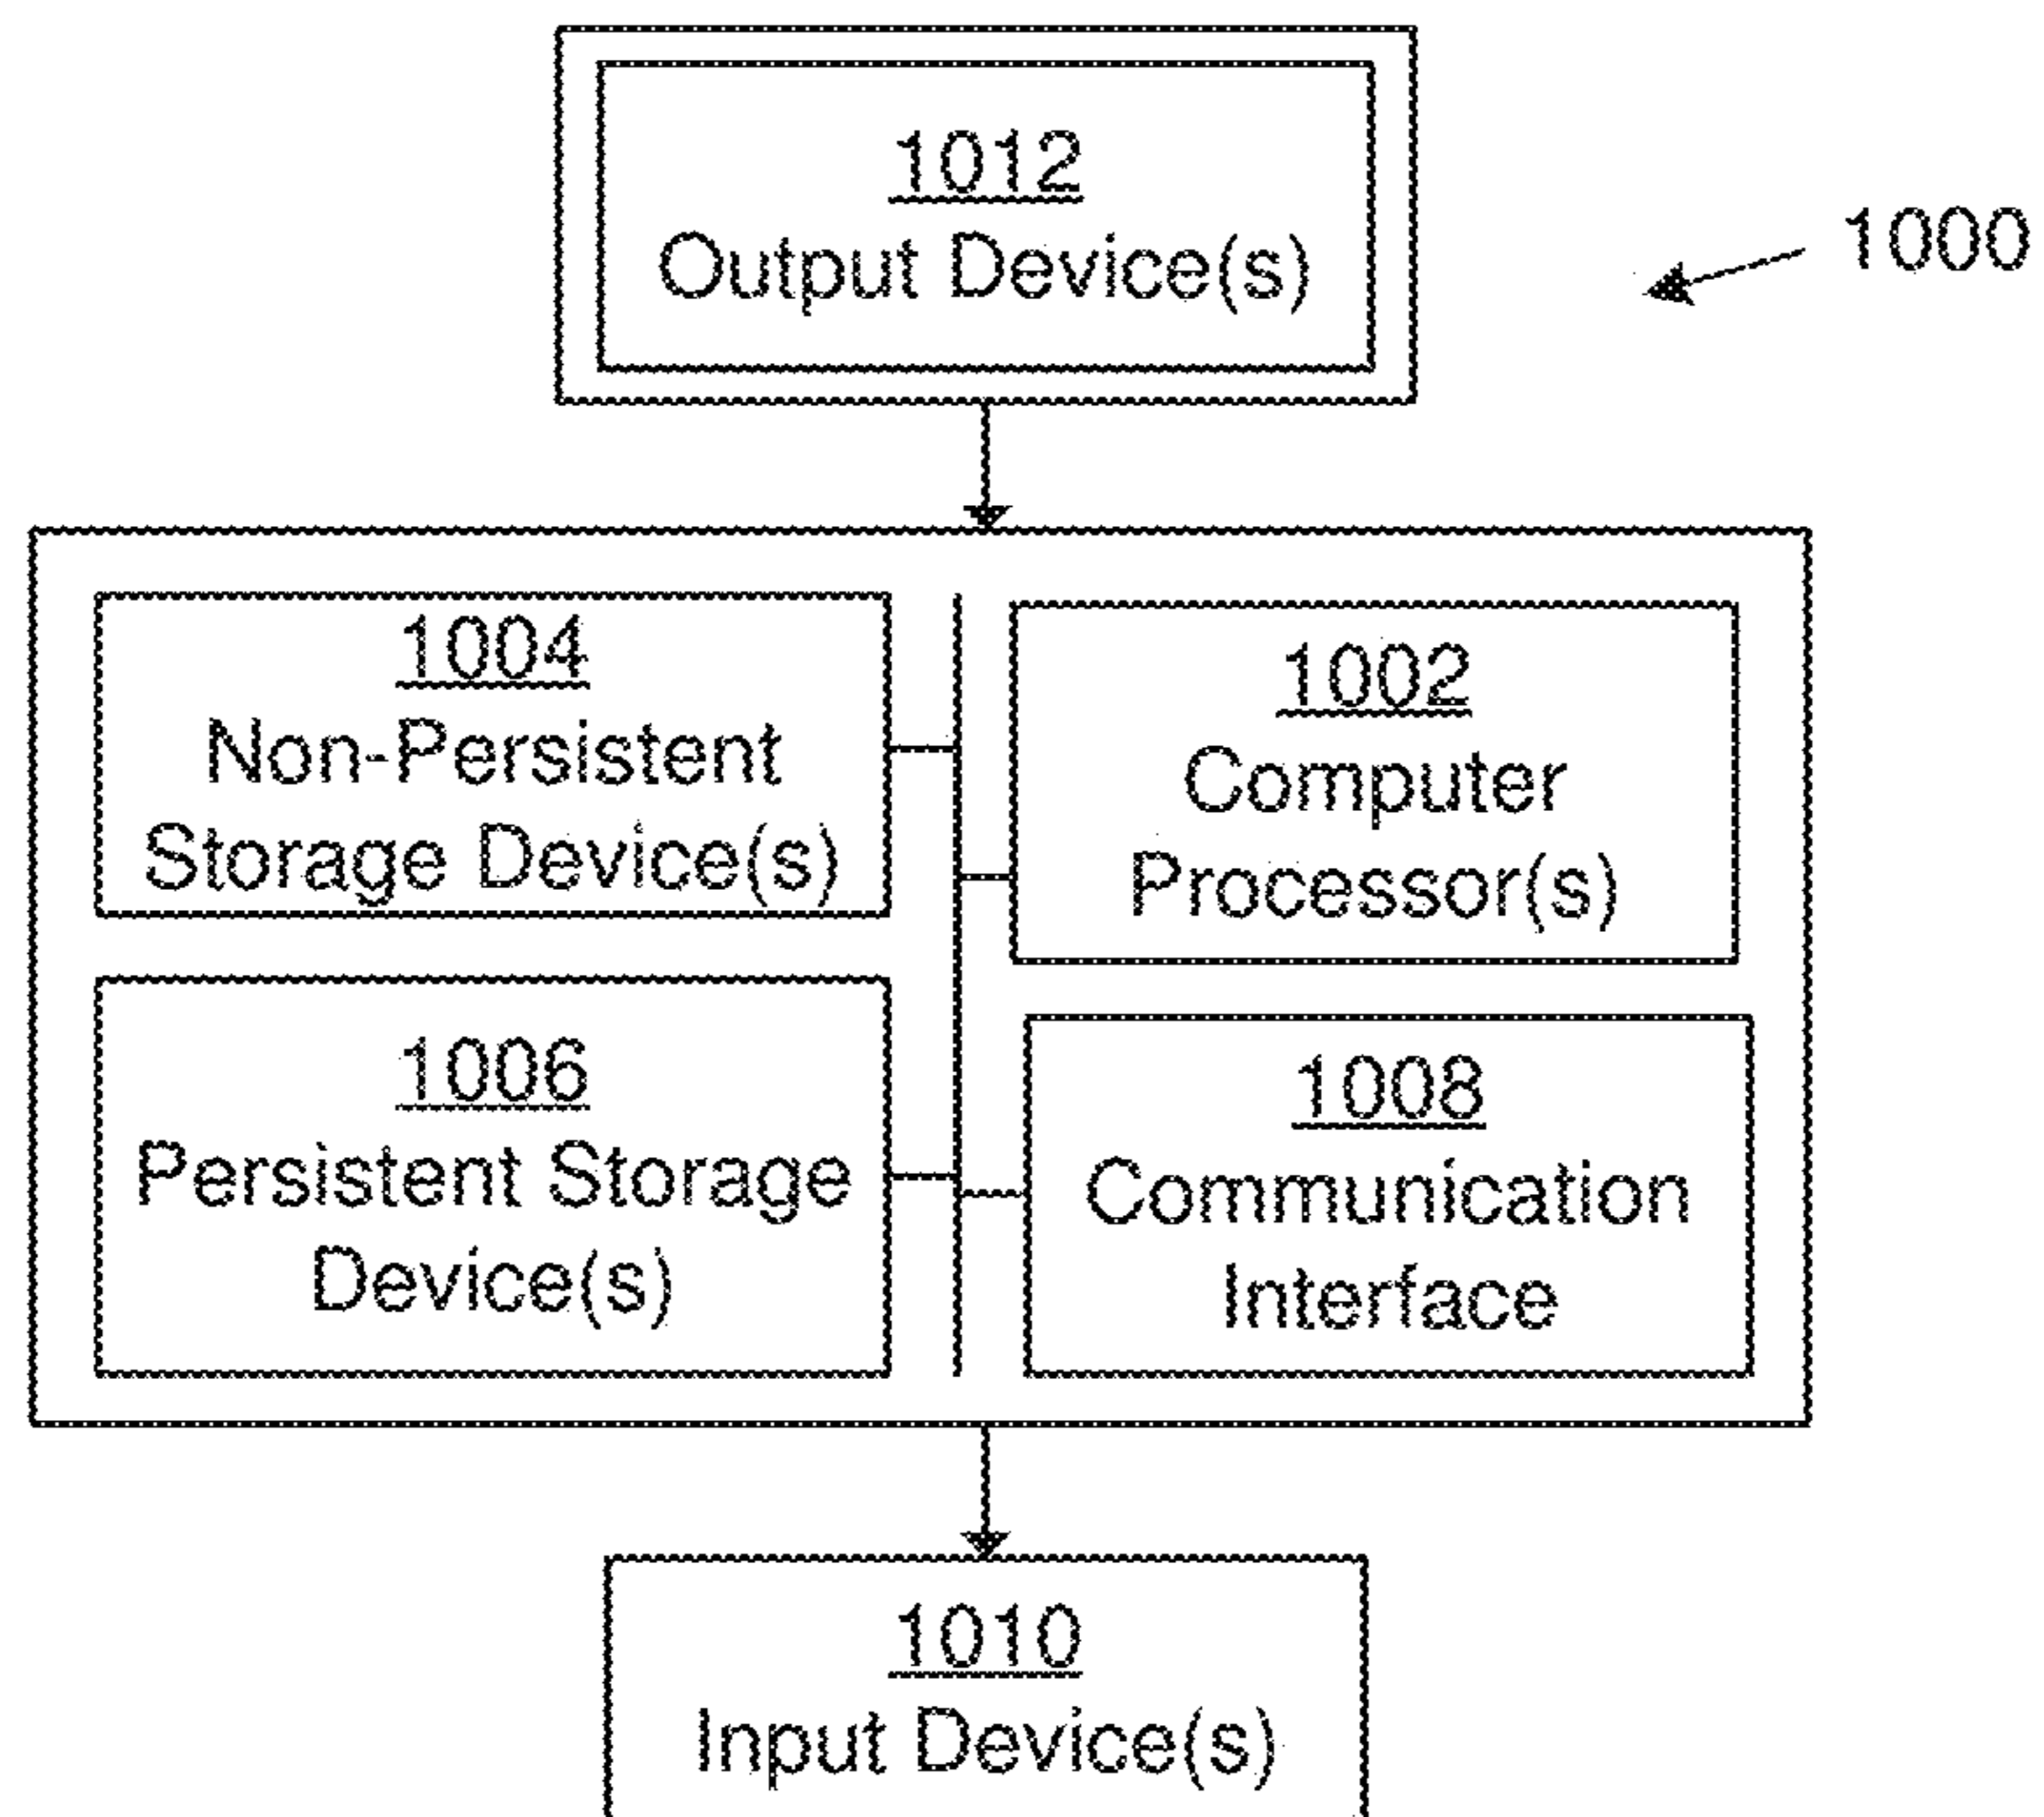 1012
Output Device(s)
1000
1004
Non-Persistent
Storage Device(s)
1002
Computer
Processor(s)
1006
Persistent Storage
Device(s)
1008
Communication
Interface
1010
Input Device(s)